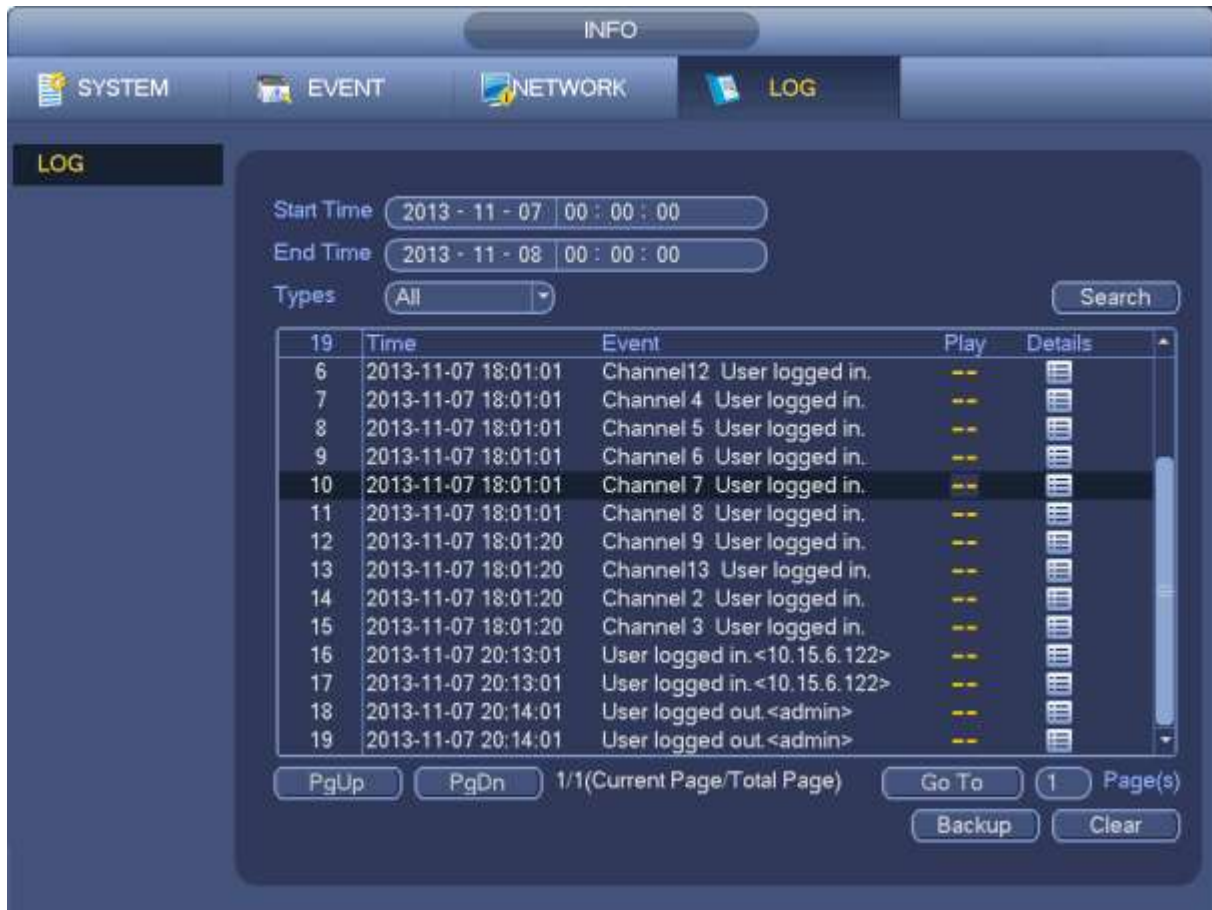 INFO
SYSTEM EVENT NETWORK LOG
LOG
Start Time 2013 - 11 - 07 00 : 00 : 00
End Time 2013 - 11 - 08 00 : 00 : 00
Types All Search
19 Time Event Play Details
6 2013-11-07 18:01:01 Channel12 User logged in. --
7 2013-11-07 18:01:01 Channel 4 User logged in. --
8 2013-11-07 18:01:01 Channel 5 User logged in. --
9 2013-11-07 18:01:01 Channel 6 User logged in. --
10 2013-11-07 18:01:01 Channel 7 User logged in. --
11 2013-11-07 18:01:01 Channel 8 User logged in. --
12 2013-11-07 18:01:20 Channel 9 User logged in. --
13 2013-11-07 18:01:20 Channel13 User logged in. --
14 2013-11-07 18:01:20 Channel 2 User logged in. --
15 2013-11-07 18:01:20 Channel 3 User logged in. --
16 2013-11-07 20:13:01 User logged in.<10.15.6.122> --
17 2013-11-07 20:13:01 User logged in.<10.15.6.122> --
18 2013-11-07 20:14:01 User logged out.<admin> --
19 2013-11-07 20:14:01 User logged out.<admin> --
PgUp PgDn 1/1(Current Page/Total Page) Go To 1 Page(s)
Backup Clear